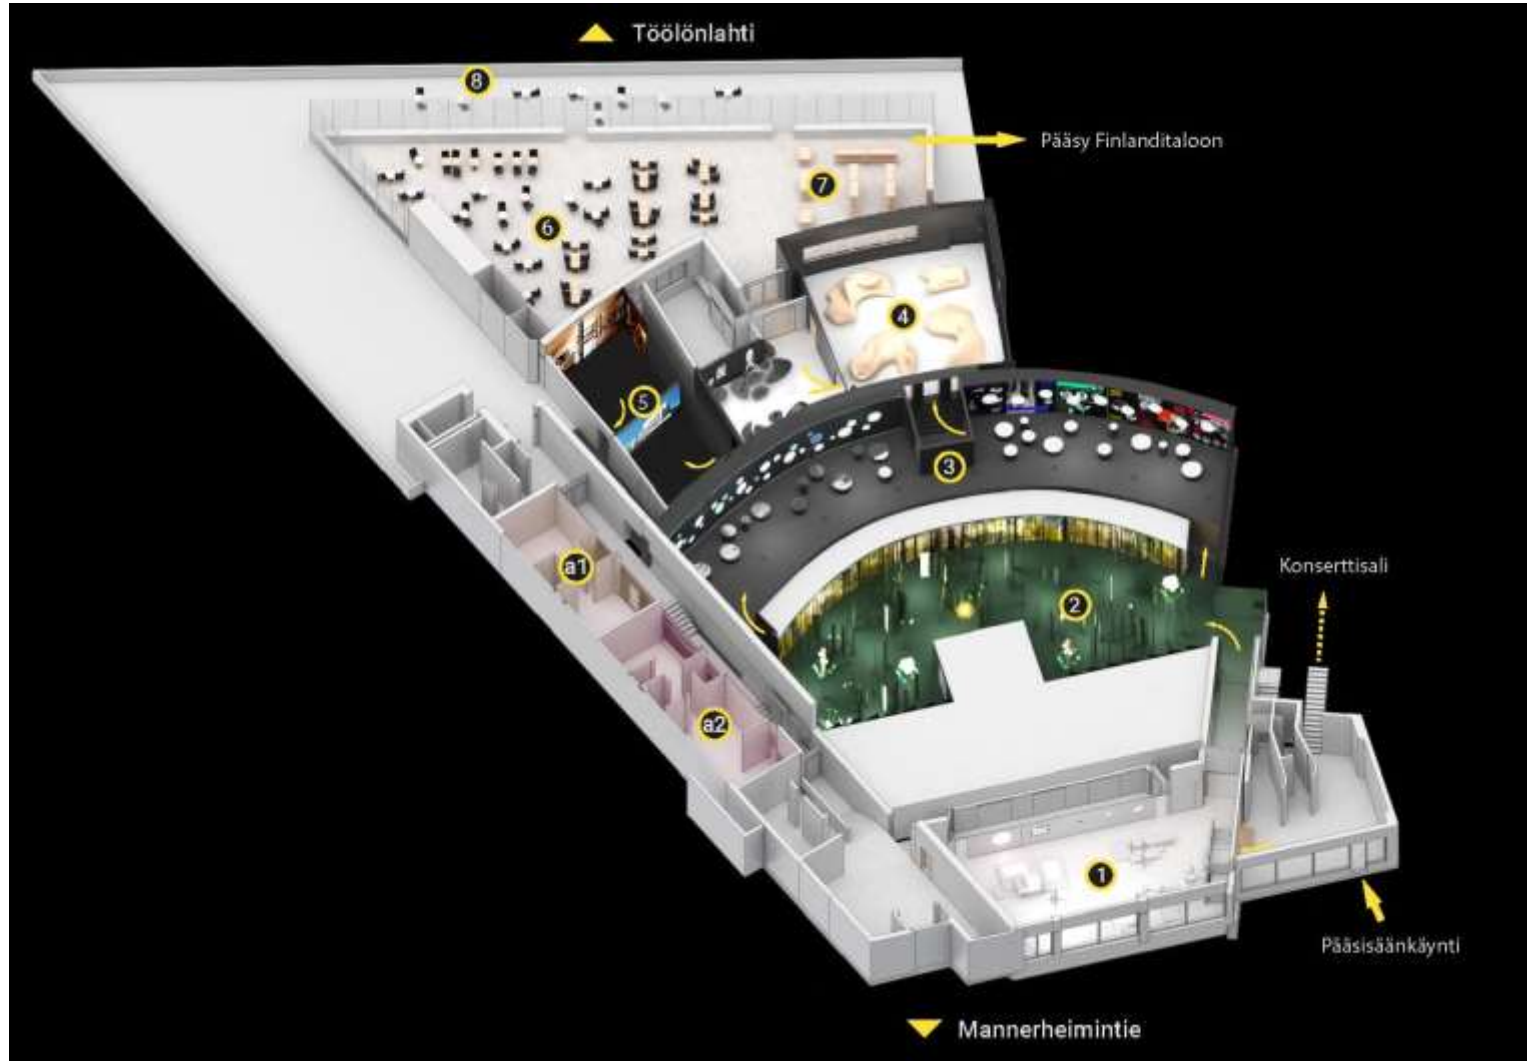 Töölönlahti
8
Pääsy Finlanditaloon
7
6
4
5
3
Konserttisali
a1
2
a2
1
Pääsisäänkäynti
Mannerheimintie